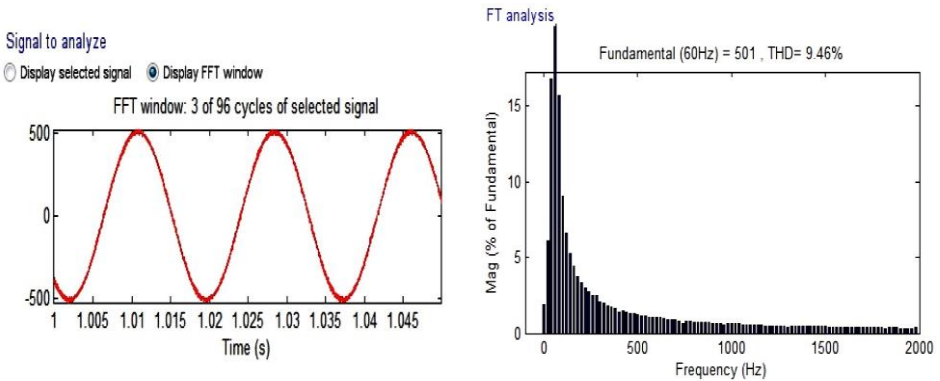 Signal to analyze
Display selected signal Display FFT window
FFT window: 3 of 96 cycles of selected signal
500
0
-500
1 1.005 1.01 1.015 1.02 1.025 1.03 1.035 1.04 1.045
Time (s)
FT analysis
Fundamental (60Hz) = 501 , THD= 9.46%
Mag (% of Fundamental)
15
10
5
0
0 500 1000 1500 2000
Frequency (Hz)